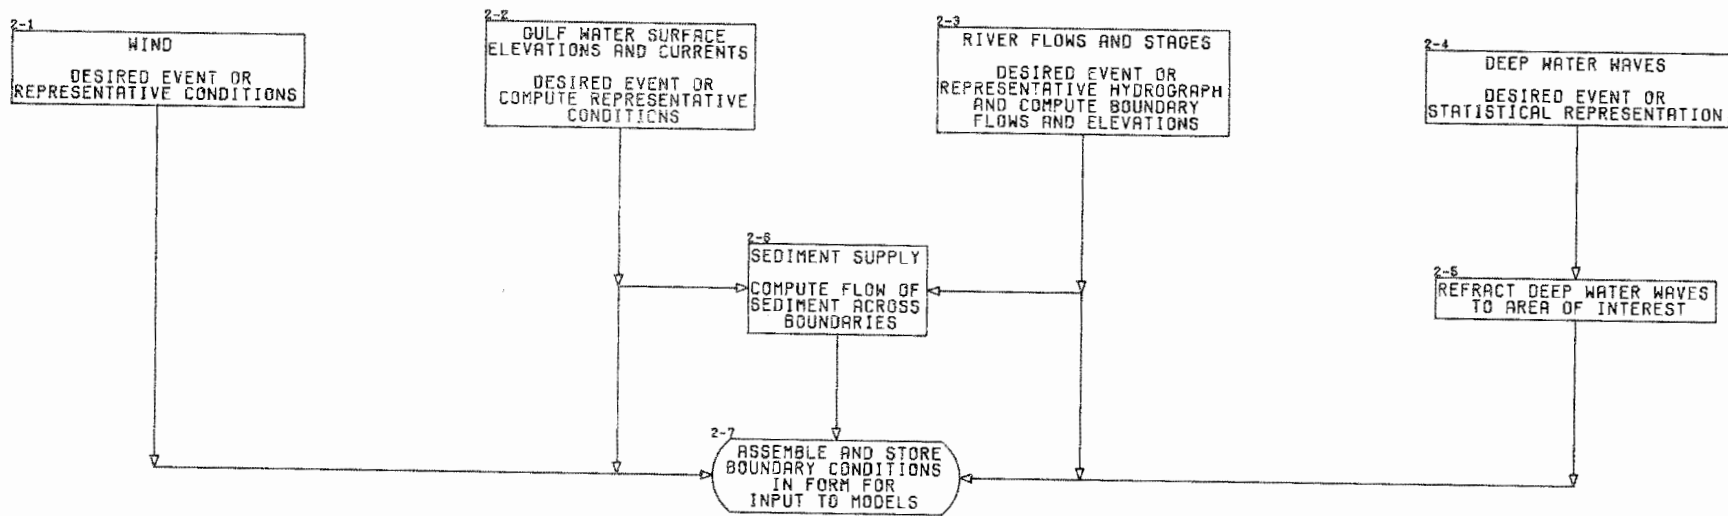 2-1
WIND
DESIRED EVENT OR
REPRESENTATIVE CONDITIONS
2-2
GULF WATER SURFACE
ELEVATIONS AND CURRENTS
DESIRED EVENT OR
COMPUTE REPRESENTATIVE
CONDITIONS
2-3
RIVER FLOWS AND STAGES
DESIRED EVENT OR
REPRESENTATIVE HYDROGRAPH
AND COMPUTE BOUNDARY
FLOWS AND ELEVATIONS
2-4
DEEP WATER WAVES
DESIRED EVENT OR
STATISTICAL REPRESENTATION
2-6
SEDIMENT SUPPLY
COMPUTE FLOW OF
SEDIMENT ACROSS
BOUNDARIES
2-5
REFRACT DEEP WATER WAVES
TO AREA OF INTEREST
2-7
ASSEMBLE AND STORE
BOUNDARY CONDITIONS
IN FORM FOR
INPUT TO MODELS